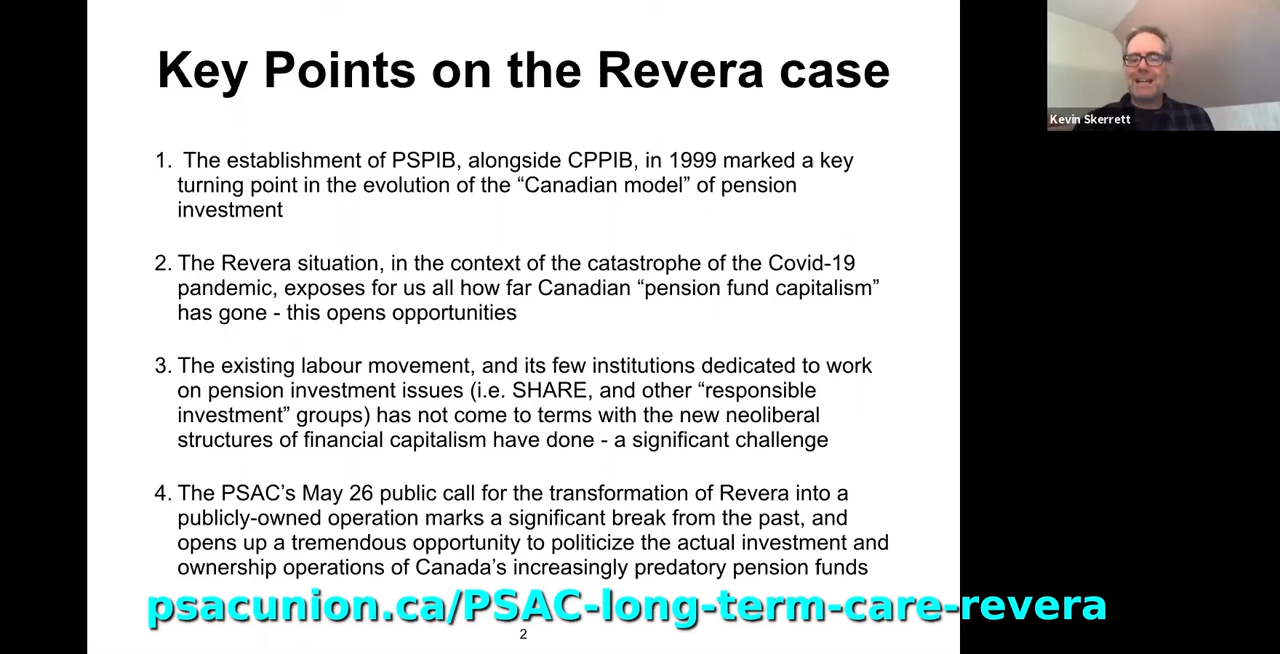 Key Points on the Revera case
Kevin Skerrett
1. The establishment of PSPIB, alongside CPPIB, in 1999 marked a key
turning point in the evolution of the “Canadian model” of pension
investment
2. The Revera situation, in the context of the catastrophe of the Covid-19
pandemic, exposes for us all how far Canadian “pension fund capitalism”
has gone - this opens opportunities
3. The existing labour movement, and its few institutions dedicated to work
on pension investment issues (i.e. SHARE, and other “responsible
investment” groups) has not come to terms with the new neoliberal
structures of financial capitalism have done - a significant challenge
4. The PSAC’s May 26 public call for the transformation of Revera into a
publicly-owned operation marks a significant break from the past, and
opens up a tremendous opportunity to politicize the actual investment and
ownership operations of Canada’s increasingly predatory pension funds
psacunion.ca/PSAC-long-term-care-revera
2